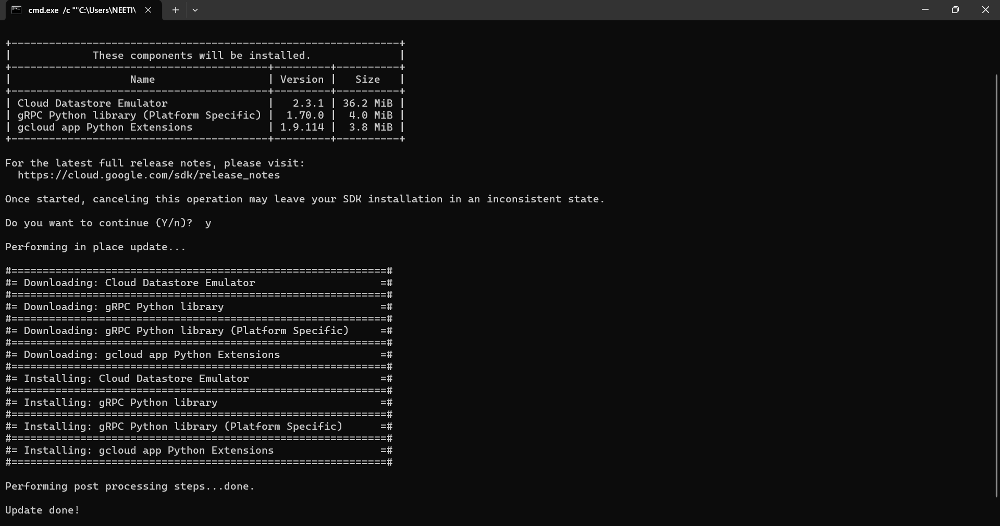 cmd.exe /c ""C:\Users\NEETI\
+--------------------------------------------------------------+
|             These components will be installed.              |
+-----------------------------------------+---------+----------+
|                   Name                  | Version |   Size   |
+-----------------------------------------+---------+----------+
| Cloud Datastore Emulator                |   2.3.1 | 36.2 MiB |
| gRPC Python library (Platform Specific) |  1.70.0 |  4.0 MiB |
| gcloud app Python Extensions            | 1.9.114 |  3.8 MiB |
+-----------------------------------------+---------+----------+
For the latest full release notes, please visit:
  https://cloud.google.com/sdk/release_notes
Once started, canceling this operation may leave your SDK installation in an inconsistent state.
Do you want to continue (Y/n)?  y
Performing in place update...
#============================================================#
#= Downloading: Cloud Datastore Emulator                    =#
#============================================================#
#= Downloading: gRPC Python library                         =#
#============================================================#
#= Downloading: gRPC Python library (Platform Specific)     =#
#============================================================#
#= Downloading: gcloud app Python Extensions                =#
#============================================================#
#= Installing: Cloud Datastore Emulator                     =#
#============================================================#
#= Installing: gRPC Python library                          =#
#============================================================#
#= Installing: gRPC Python library (Platform Specific)      =#
#============================================================#
#= Installing: gcloud app Python Extensions                 =#
#============================================================#
Performing post processing steps...done.
Update done!